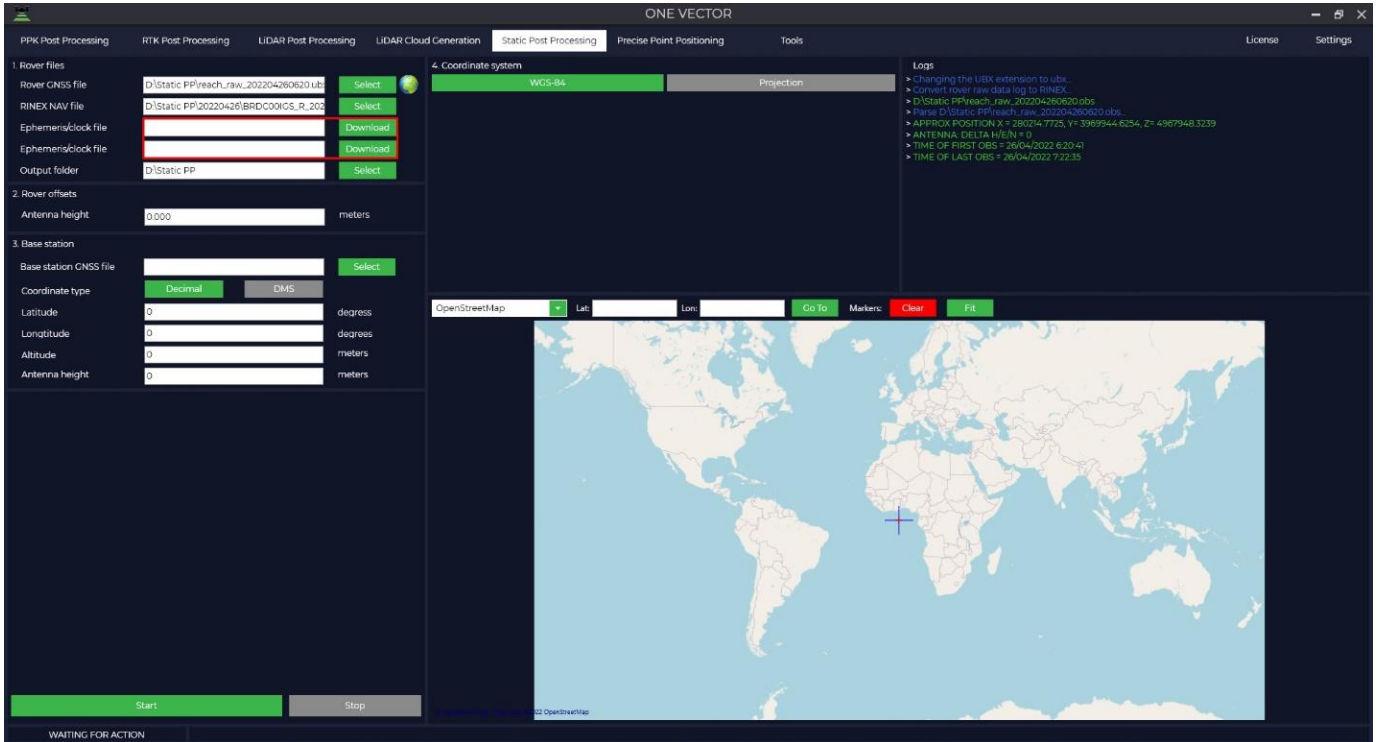 ONE VECTOR
PPK Post Processing RTK Post Processing LiDAR Post Processing LiDAR Cloud Generation Static Post Processing Precise Point Positioning Tools License Settings
1. Rover files
Rover GNSS file D:\Static PP\reach_raw_202204260620.ub Select
RINEX NAV file D:\Static PP\20220426\BRDC00IGS_R_202 Select
Ephemeris/clock file Download
Ephemeris/clock file Download
Output folder D:\Static PP Select
2. Rover offsets
Antenna height 0.000 meters
3. Base station
Base station GNSS file Select
Coordinate type Decimal DMS
Latitude 0 degress
Longtitude 0 degrees
Altitude 0 meters
Antenna height 0 meters
Start Stop
WAITING FOR ACTION
4. Coordinate system
WGS-84 Projection
Logs
> Changing the UBX extension to ubx...
> Convert rover raw data log to RINEX...
> D:\Static PP\reach_raw_202204260620.obs
> Parse D:\Static PP\reach_raw_202204260620.obs...
> APPROX POSITION X = 280214.7725, Y= 3969944.6254, Z= 4967948.3239
> ANTENNA: DELTA H/E/N = 0
> TIME OF FIRST OBS = 26/04/2022 6:20:41
> TIME OF LAST OBS = 26/04/2022 7:22:35
OpenStreetMap Lat: Lon: Go To Markers: Clear Fit
OpenStreetMap